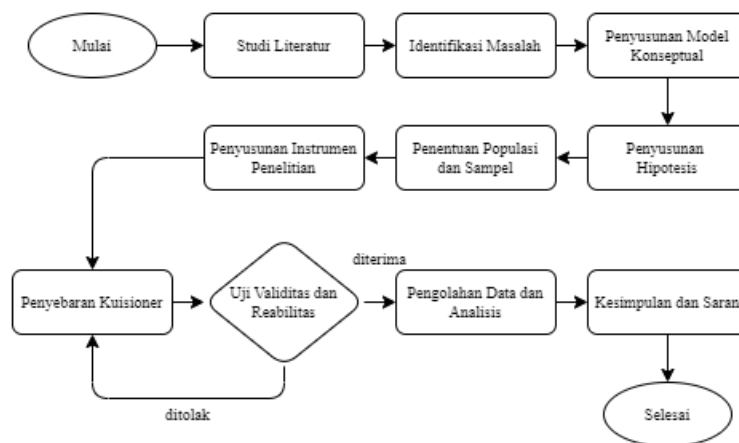 Mulai
Studi Literatur
Identifikasi Masalah
Penyusunan Model
Konseptual
Penyusunan
Hipotesis
Penentuan Populasi
dan Sampel
Penyusunan Instrumen
Penelitian
Penyebaran Kuisioner
Uji Validitas dan
Reabilitas
diterima
ditolak
Pengolahan Data dan
Analisis
Kesimpulan dan Saran
Selesai